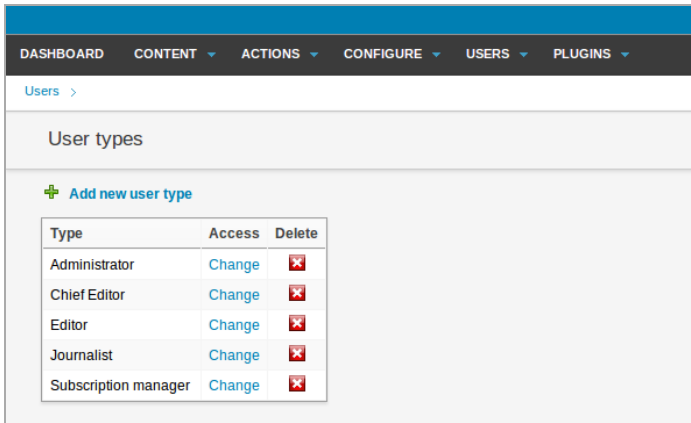 DASHBOARD CONTENT ACTIONS CONFIGURE USERS PLUGINS
Users >
User types
Add new user type
Type Access Delete
Administrator Change
Chief Editor Change
Editor Change
Journalist Change
Subscription manager Change